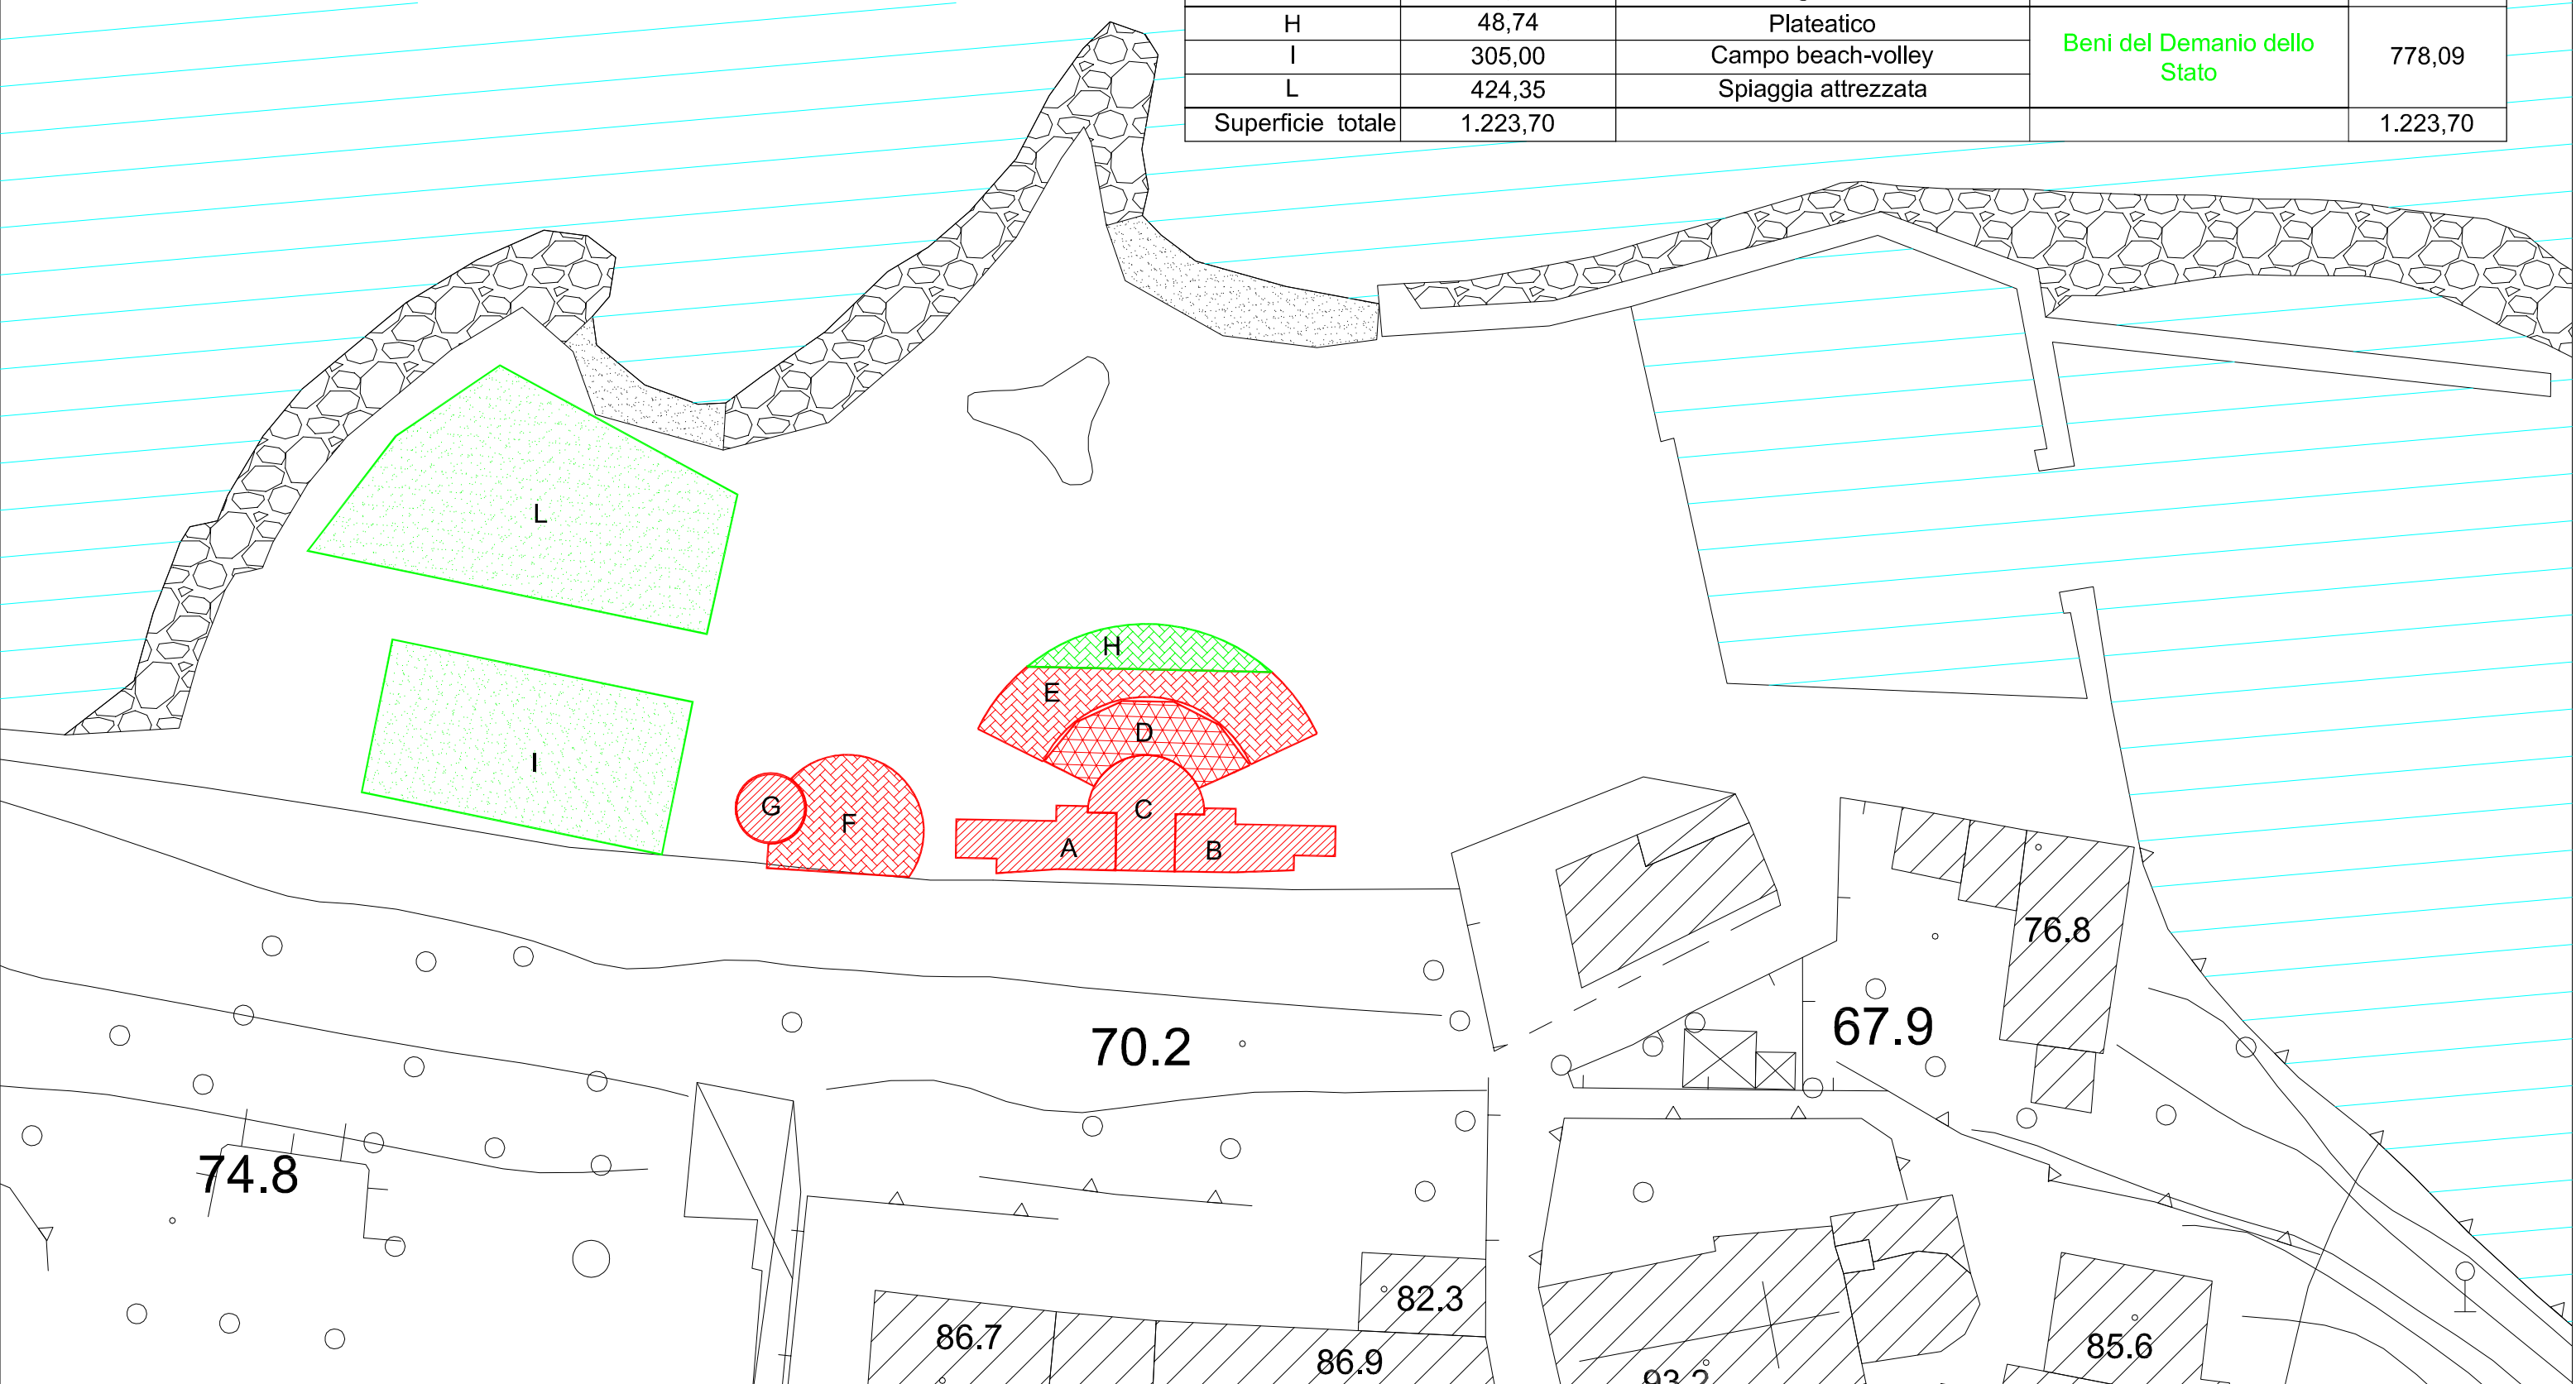 H 48,74 Plateatico
I 305,00 Campo beach-volley
L 424,35 Spiaggia attrezzata
Beni del Demanio dello
Stato
778,09
Superficie totale 1.223,70 1.223,70
L
H
E
D
I
G
F
C
A
B
76.8
67.9
70.2
74.8
82.3
86.7
86.9
85.6
93.2